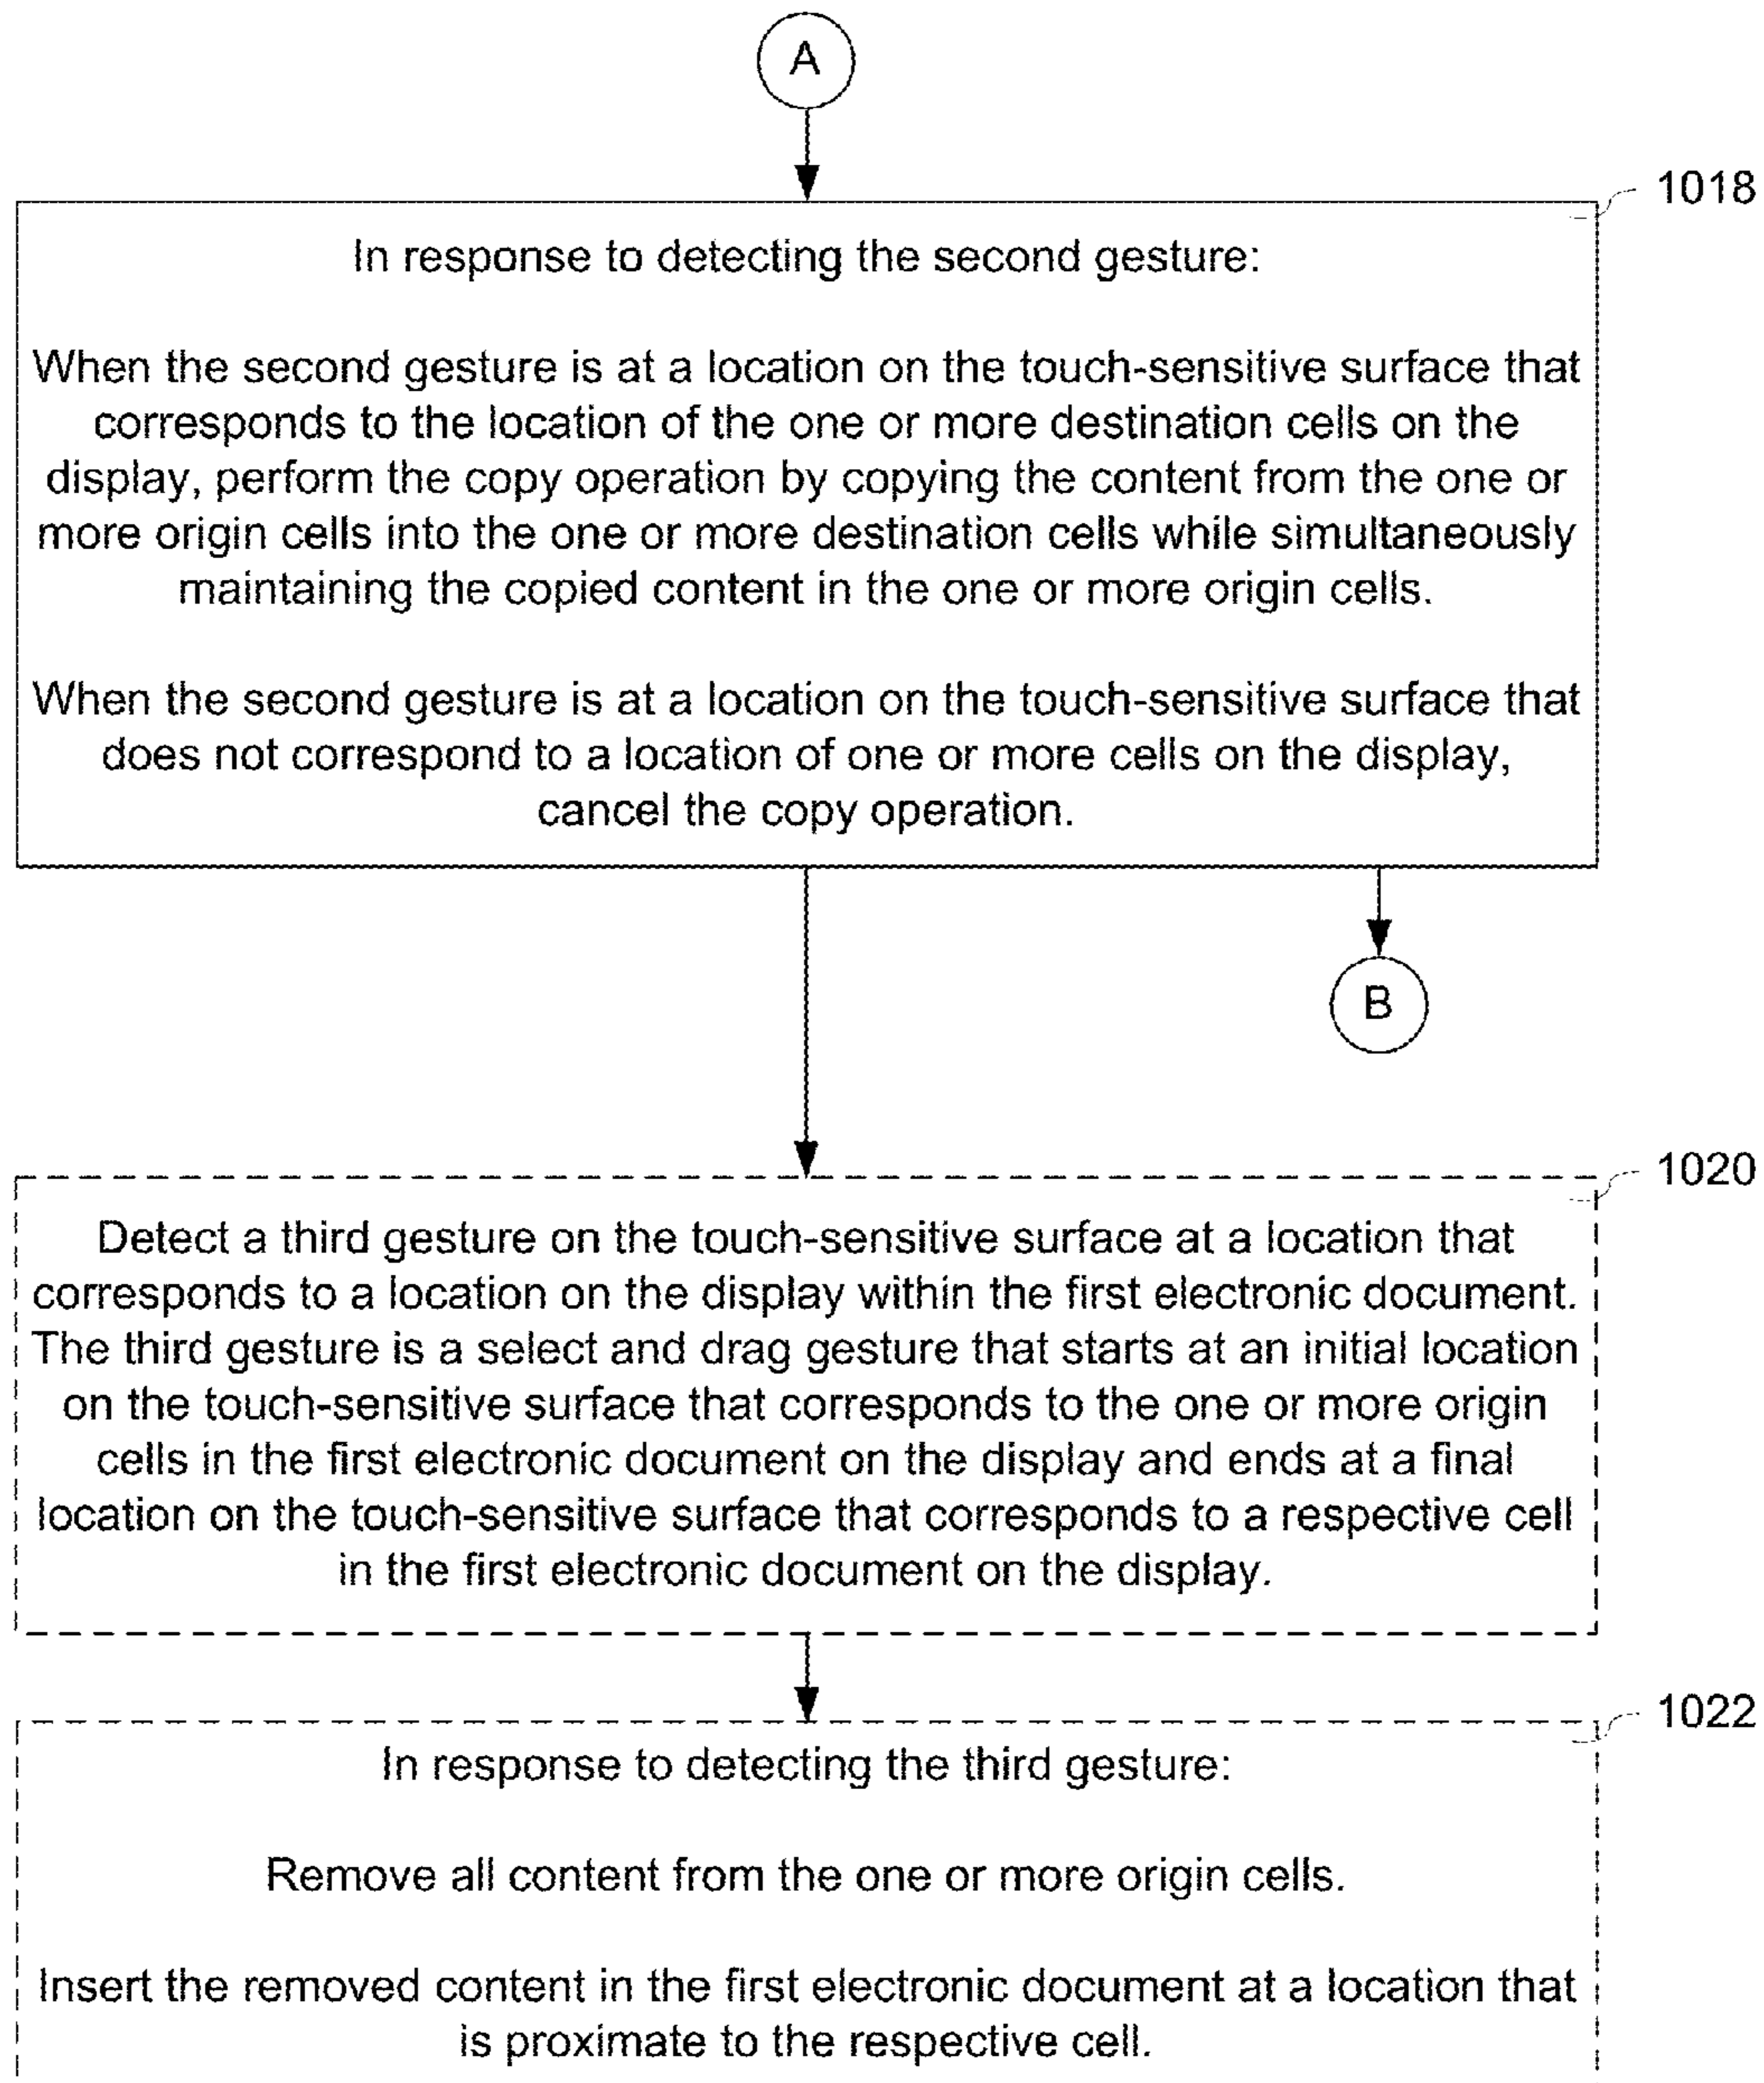 A
1018
In response to detecting the second gesture:
When the second gesture is at a location on the touch-sensitive surface that
corresponds to the location of the one or more destination cells on the
display, perform the copy operation by copying the content from the one or
more origin cells into the one or more destination cells while simultaneously
maintaining the copied content in the one or more origin cells.
When the second gesture is at a location on the touch-sensitive surface that
does not correspond to a location of one or more cells on the display,
cancel the copy operation.
B
1020
Detect a third gesture on the touch-sensitive surface at a location that
corresponds to a location on the display within the first electronic document.
The third gesture is a select and drag gesture that starts at an initial location
on the touch-sensitive surface that corresponds to the one or more origin
cells in the first electronic document on the display and ends at a final
location on the touch-sensitive surface that corresponds to a respective cell
in the first electronic document on the display.
1022
In response to detecting the third gesture:
Remove all content from the one or more origin cells.
Insert the removed content in the first electronic document at a location that
is proximate to the respective cell.